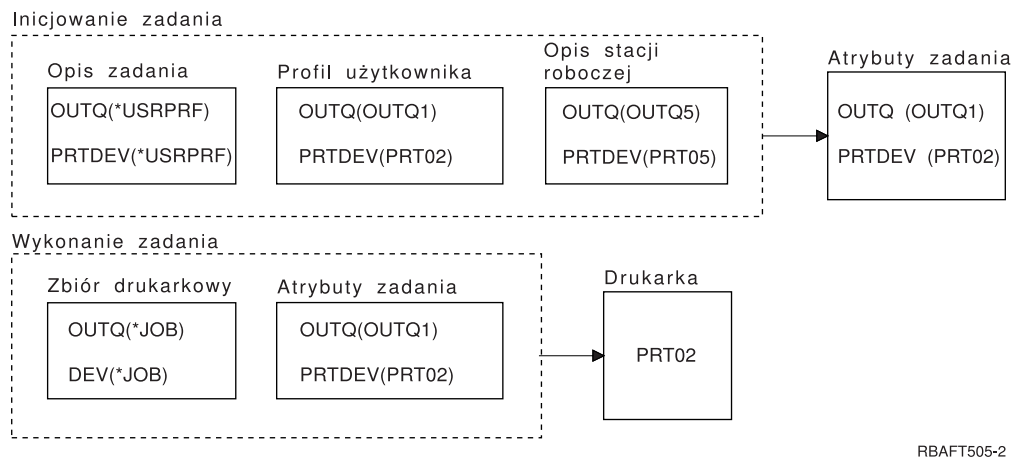 Inicjowanie zadania
Opis zadania
OUTQ(*USRPRF)
PRTDEV(*USRPRF)
Profil użytkownika
OUTQ(OUTQ1)
PRTDEV(PRT02)
Opis stacji
roboczej
OUTQ(OUTQ5)
PRTDEV(PRT05)
Atrybuty zadania
OUTQ (OUTQ1)
PRTDEV (PRT02)
Wykonanie zadania
Zbiór drukarkowy
OUTQ(*JOB)
DEV(*JOB)
Atrybuty zadania
OUTQ(OUTQ1)
PRTDEV(PRT02)
Drukarka
PRT02
RBAFT505-2